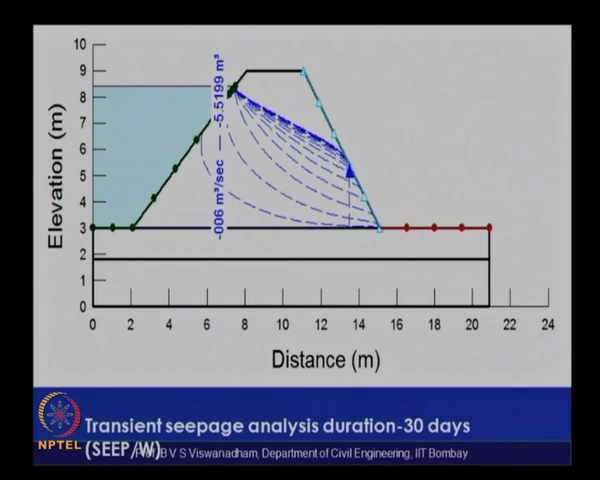 10
9
8
7
6
5
4
3
2
1
0
Elevation (m)
-006 m³/sec — -5.5199 m³
0 2 4 6 8 10 12 14 16 18 20 22 24
Distance (m)
Transient seepage analysis duration-30 days
(SEEP/W)
Prof. B V S Viswanadham, Department of Civil Engineering, IIT Bombay
NPTEL